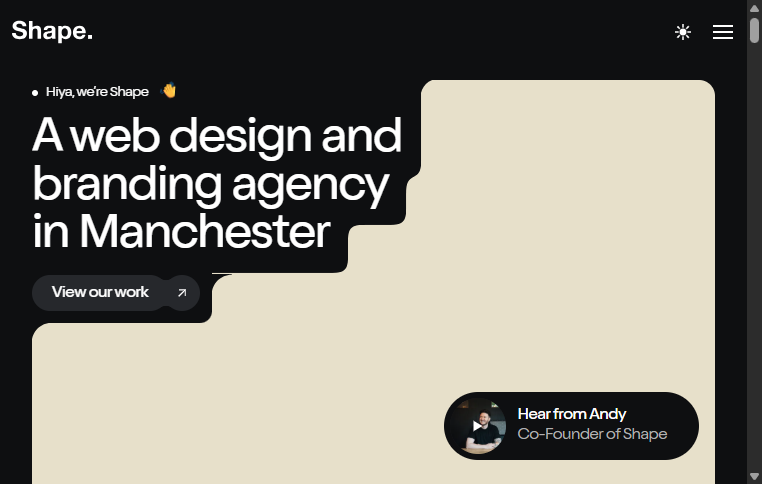 Shape.
Hiya, we're Shape 👋
A web design and
branding agency
in Manchester
View our work
Hear from Andy
Co-Founder of Shape